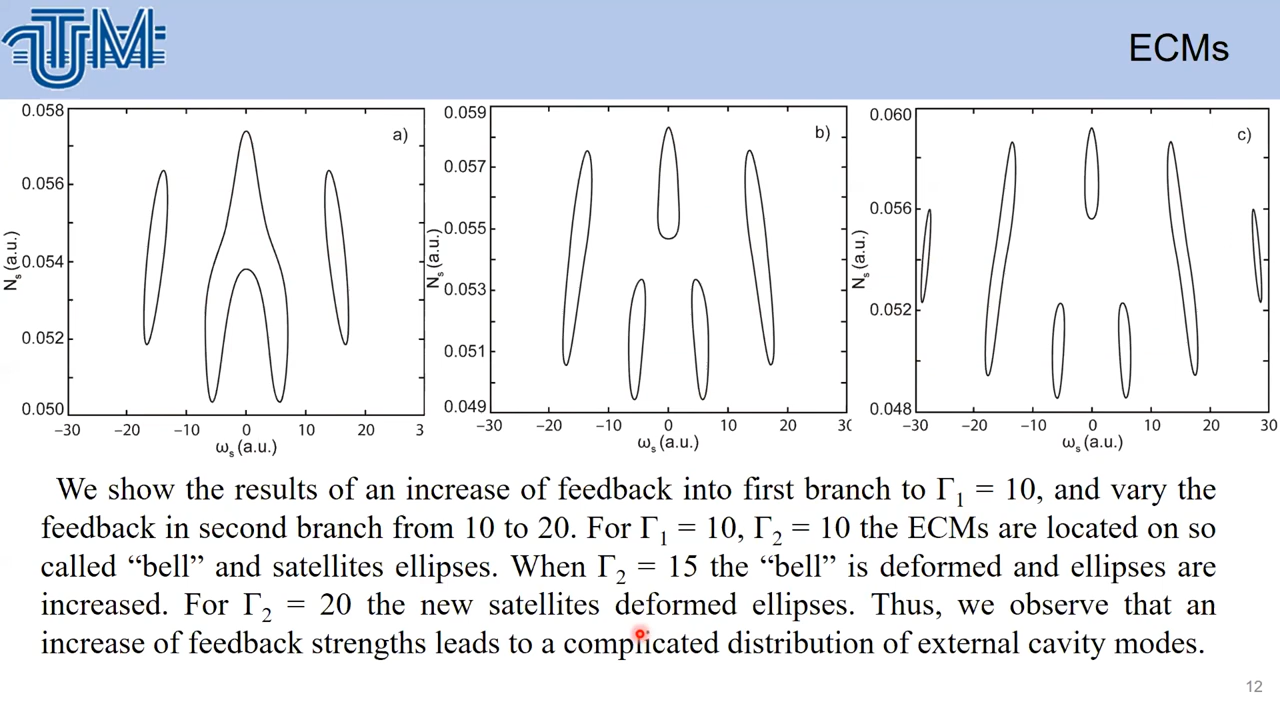 UTM
ECMs
0.058
0.056
0.054
0.052
0.050
Nₛ (a.u.)
a)
–30 –20 –10 0 10 20 3
ωₛ (a.u.)
0.059
0.057
0.055
0.053
0.051
0.049
Nₛ (a.u.)
b)
–30 –20 –10 0 10 20 3
ωₛ (a.u.)
0.060
0.056
0.052
0.048
Nₛ (a.u.)
c)
–30 –20 –10 0 10 20 30
ωₛ (a.u.)
We show the results of an increase of feedback into first branch to Γ₁ = 10, and vary the
feedback in second branch from 10 to 20. For Γ₁ = 10, Γ₂ = 10 the ECMs are located on so
called “bell” and satellites ellipses. When Γ₂ = 15 the “bell” is deformed and ellipses are
increased. For Γ₂ = 20 the new satellites deformed ellipses. Thus, we observe that an
increase of feedback strengths leads to a complicated distribution of external cavity modes.
12